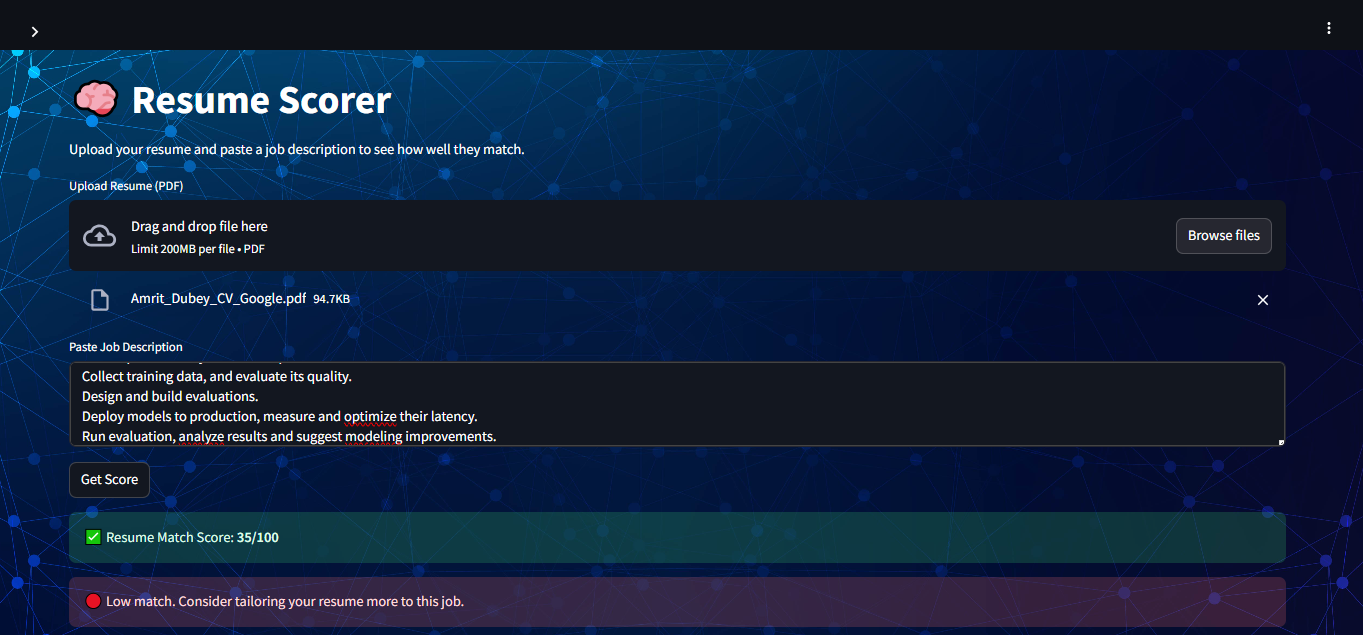 Resume Scorer
Upload your resume and paste a job description to see how well they match.
Upload Resume (PDF)
Drag and drop file here
Limit 200MB per file • PDF
Browse files
Amrit_Dubey_CV_Google.pdf 94.7KB
Paste Job Description
Collect training data, and evaluate its quality.
Design and build evaluations.
Deploy models to production, measure and optimize their latency.
Run evaluation, analyze results and suggest modeling improvements.
Get Score
Resume Match Score: 35/100
Low match. Consider tailoring your resume more to this job.